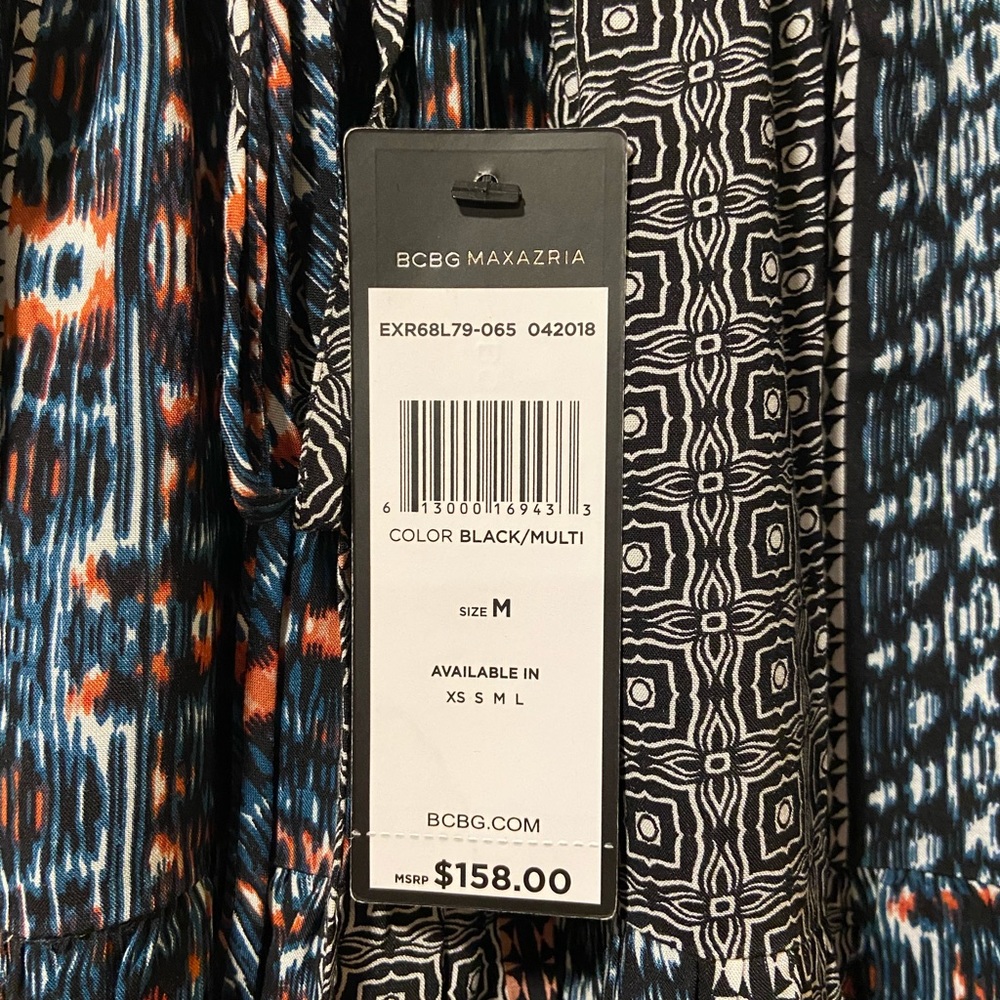 BCBG MAXAZRIA
EXR68L79-065 042018
6 13000 16943 3
COLOR BLACK/MULTI
SIZE M
AVAILABLE IN
XS S M L
BCBG.COM
MSRP $158.00